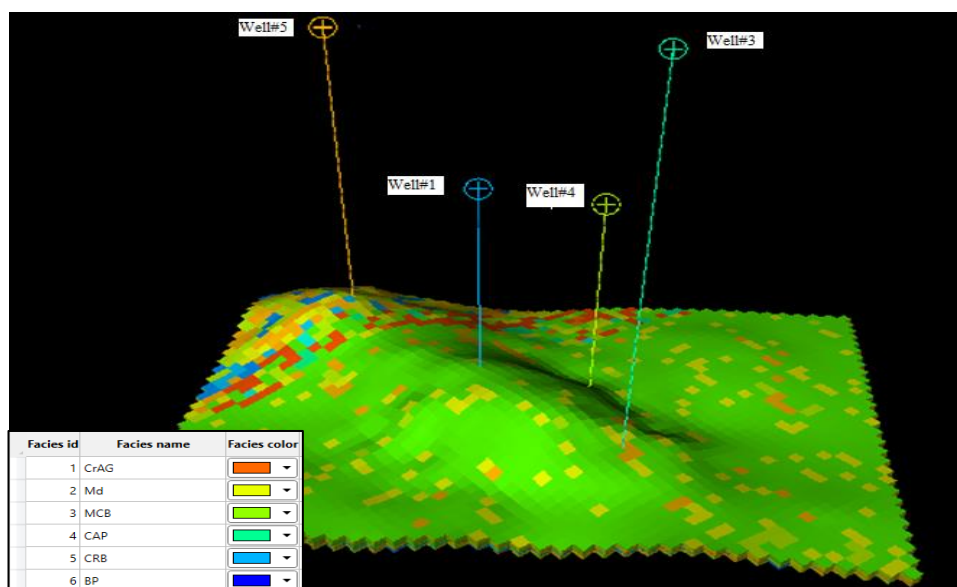 Well#5
Well#3
Well#1
Well#4
Facies id Facies name Facies color
1 CrAG
2 Md
3 MCB
4 CAP
5 CRB
6 BP